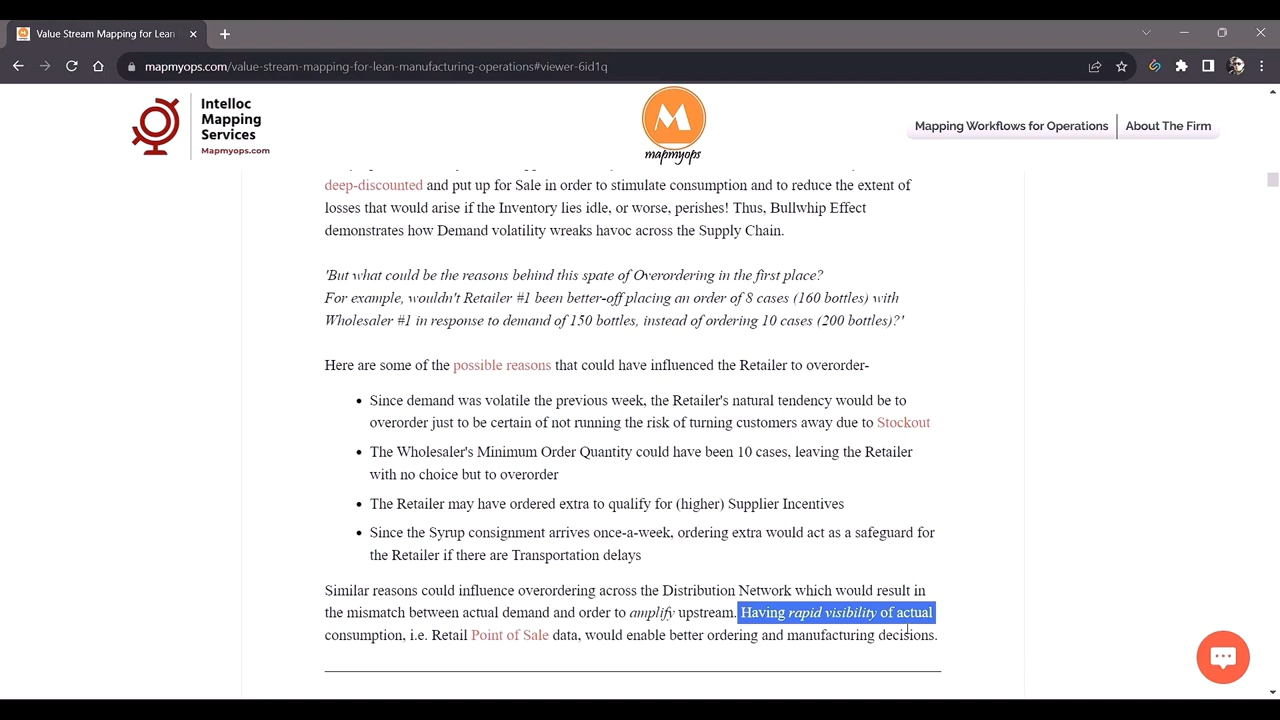 Value Stream Mapping for Lean
mapmyops.com/value-stream-mapping-for-lean-manufacturing-operations#viewer-6id1q
Intelloc
Mapping
Services
Mapmyops.com
M
mapmyops
Mapping Workflows for Operations
About The Firm
deep-discounted and put up for Sale in order to stimulate consumption and to reduce the extent of
losses that would arise if the Inventory lies idle, or worse, perishes! Thus, Bullwhip Effect
demonstrates how Demand volatility wreaks havoc across the Supply Chain.
'But what could be the reasons behind this spate of Overordering in the first place?
For example, wouldn't Retailer #1 been better-off placing an order of 8 cases (160 bottles) with
Wholesaler #1 in response to demand of 150 bottles, instead of ordering 10 cases (200 bottles)?'
Here are some of the possible reasons that could have influenced the Retailer to overorder-
• Since demand was volatile the previous week, the Retailer's natural tendency would be to
overorder just to be certain of not running the risk of turning customers away due to Stockout
• The Wholesaler's Minimum Order Quantity could have been 10 cases, leaving the Retailer
with no choice but to overorder
• The Retailer may have ordered extra to qualify for (higher) Supplier Incentives
• Since the Syrup consignment arrives once-a-week, ordering extra would act as a safeguard for
the Retailer if there are Transportation delays
Similar reasons could influence overordering across the Distribution Network which would result in
the mismatch between actual demand and order to amplify upstream. Having rapid visibility of actual
consumption, i.e. Retail Point of Sale data, would enable better ordering and manufacturing decisions.